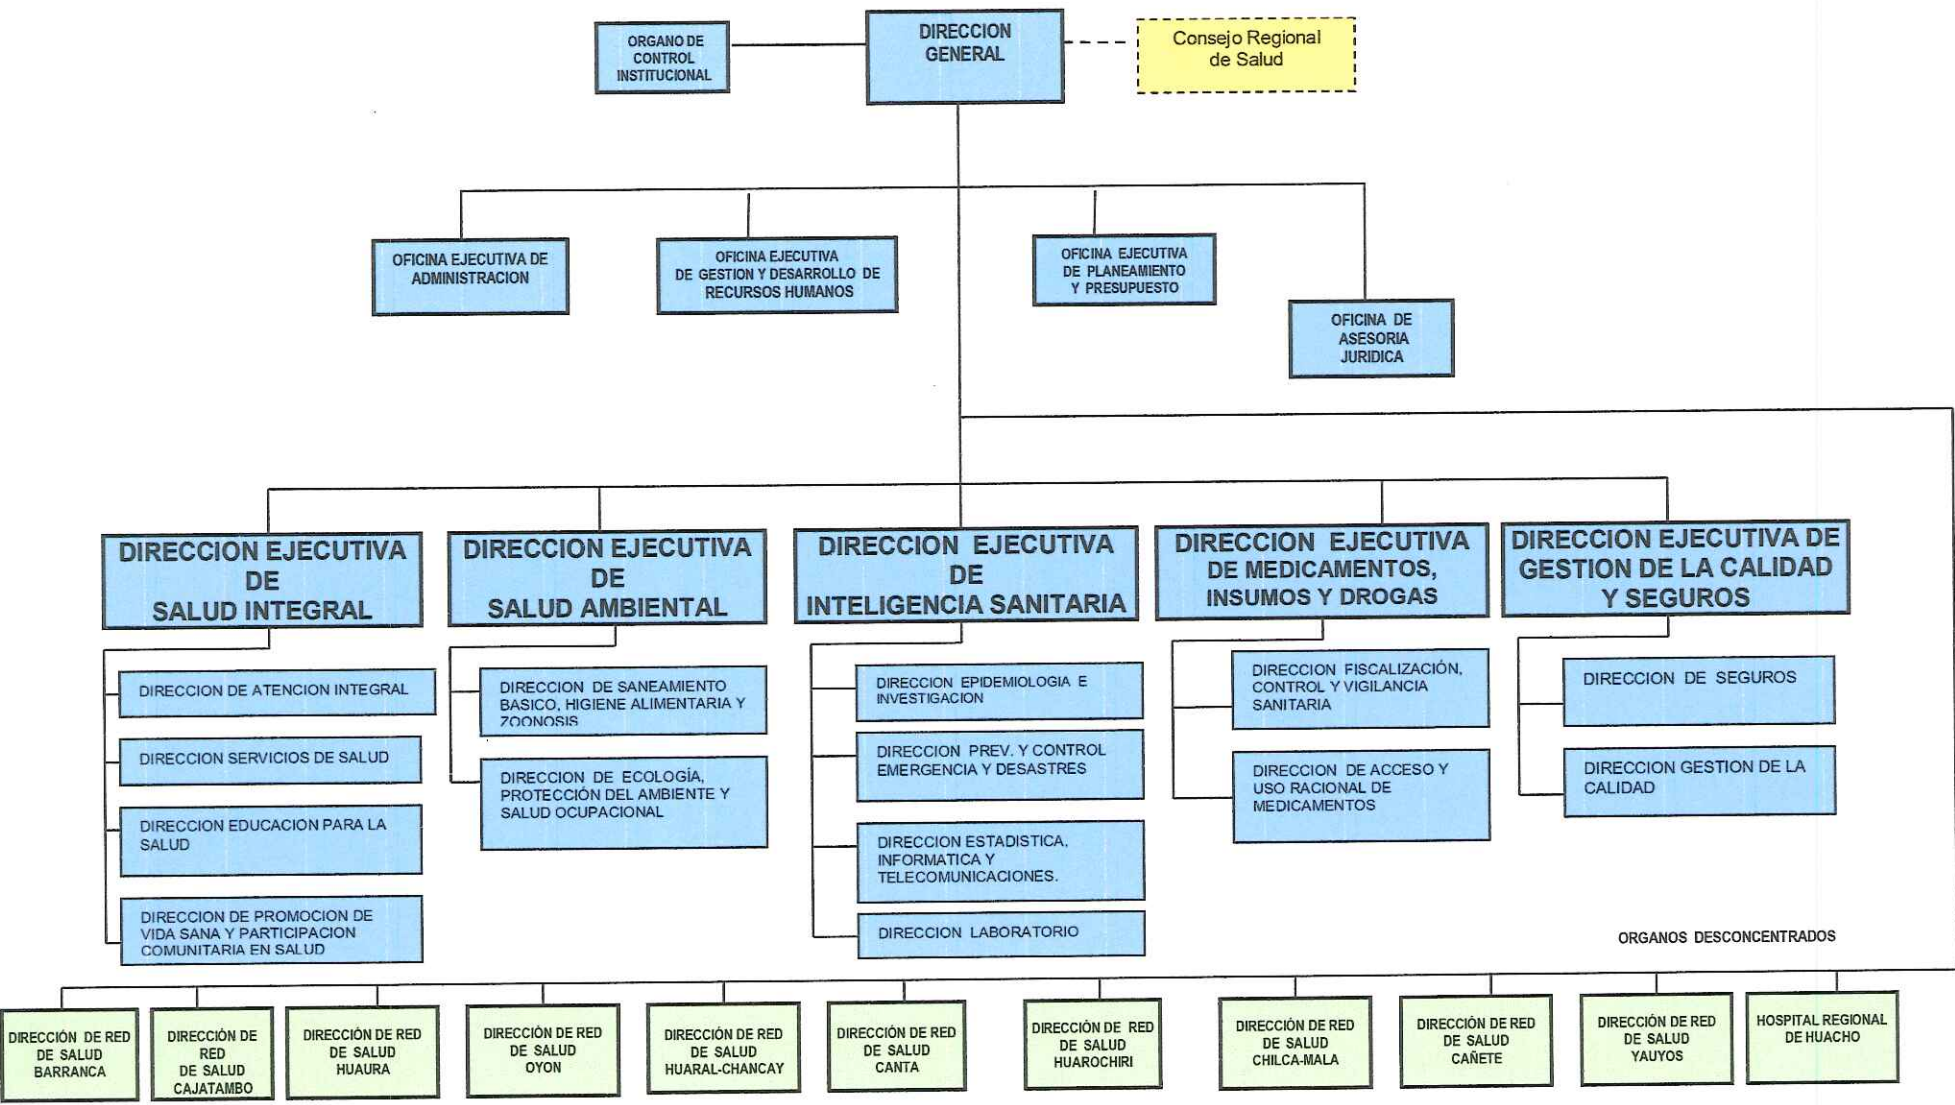 ORGANO DE
CONTROL
INSTITUCIONAL
DIRECCION
GENERAL
Consejo Regional
de Salud
OFICINA EJECUTIVA DE
ADMINISTRACION
OFICINA EJECUTIVA
DE GESTION Y DESARROLLO DE
RECURSOS HUMANOS
OFICINA EJECUTIVA
DE PLANEAMIENTO
Y PRESUPUESTO
OFICINA DE
ASESORIA
JURIDICA
DIRECCION EJECUTIVA
DE
SALUD INTEGRAL
DIRECCION EJECUTIVA
DE
SALUD AMBIENTAL
DIRECCION EJECUTIVA
DE
INTELIGENCIA SANITARIA
DIRECCION EJECUTIVA
DE MEDICAMENTOS,
INSUMOS Y DROGAS
DIRECCION EJECUTIVA DE
GESTION DE LA CALIDAD
Y SEGUROS
DIRECCION DE ATENCION INTEGRAL
DIRECCION SERVICIOS DE SALUD
DIRECCION EDUCACION PARA LA
SALUD
DIRECCION DE PROMOCION DE
VIDA SANA Y PARTICIPACION
COMUNITARIA EN SALUD
DIRECCION DE SANEAMIENTO
BASICO, HIGIENE ALIMENTARIA Y
ZOONOSIS
DIRECCION DE ECOLOGÍA,
PROTECCIÓN DEL AMBIENTE Y
SALUD OCUPACIONAL
DIRECCION EPIDEMIOLOGIA E
INVESTIGACION
DIRECCION PREV. Y CONTROL
EMERGENCIA Y DESASTRES
DIRECCION ESTADISTICA,
INFORMATICA Y
TELECOMUNICACIONES.
DIRECCION LABORATORIO
DIRECCION FISCALIZACIÓN,
CONTROL Y VIGILANCIA
SANITARIA
DIRECCION DE ACCESO Y
USO RACIONAL DE
MEDICAMENTOS
DIRECCION DE SEGUROS
DIRECCION GESTION DE LA
CALIDAD
ORGANOS DESCONCENTRADOS
DIRECCIÓN DE RED
DE SALUD
BARRANCA
DIRECCIÓN DE
RED
DE SALUD
CAJATAMBO
DIRECCIÓN DE RED
DE SALUD
HUAURA
DIRECCIÓN DE RED
DE SALUD
OYON
DIRECCIÓN DE RED
DE SALUD
HUARAL-CHANCAY
DIRECCIÓN DE RED
DE SALUD
CANTA
DIRECCIÓN DE RED
DE SALUD
HUAROCHIRI
DIRECCIÓN DE RED
DE SALUD
CHILCA-MALA
DIRECCIÓN DE RED
DE SALUD
CAÑETE
DIRECCIÓN DE RED
DE SALUD
YAUYOS
HOSPITAL REGIONAL
DE HUACHO